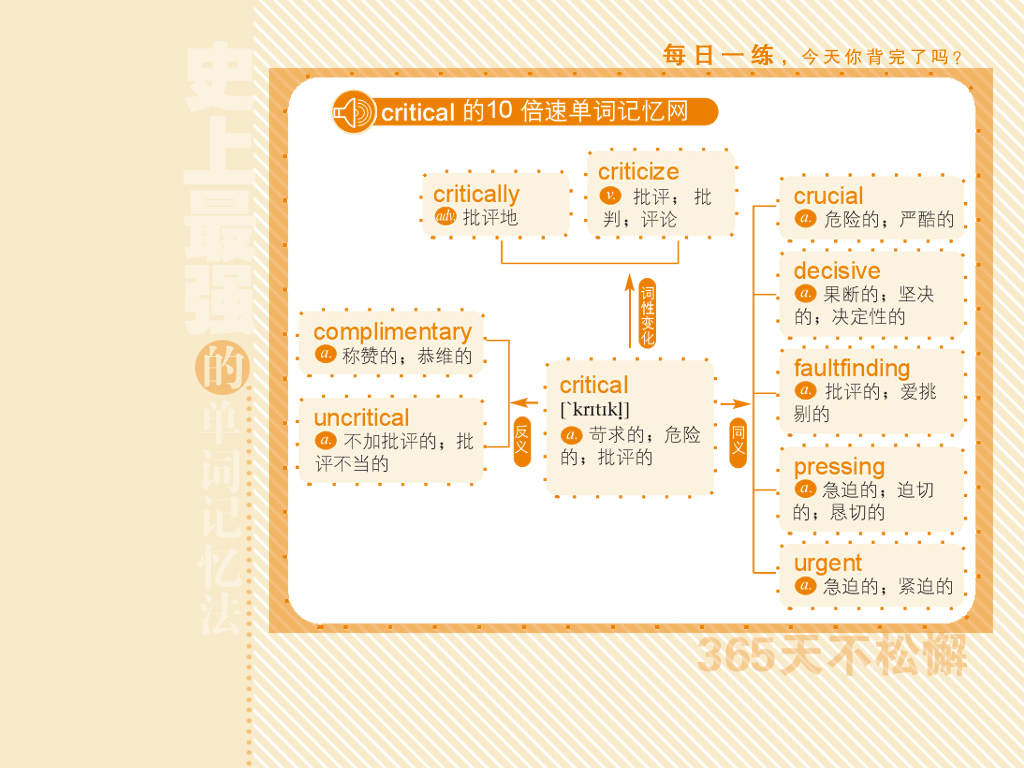 每日一练，今天你背完了吗?
critical 的10 倍速单词记忆网
史上最强的单词记忆法
critically
adv. 批评地
criticize
v. 批评；批
判；评论
crucial
a. 危险的；严酷的
decisive
a. 果断的；坚决
的；决定性的
faultfinding
a. 批评的；爱挑
剔的
pressing
a. 急迫的；迫切
的；恳切的
urgent
a. 急迫的；紧迫的
词性变化
complimentary
a. 称赞的；恭维的
uncritical
a. 不加批评的；批
评不当的
反义
critical
[`krɪtɪkḷ]
a. 苛求的；危险
的；批评的
同义
365天不松懈